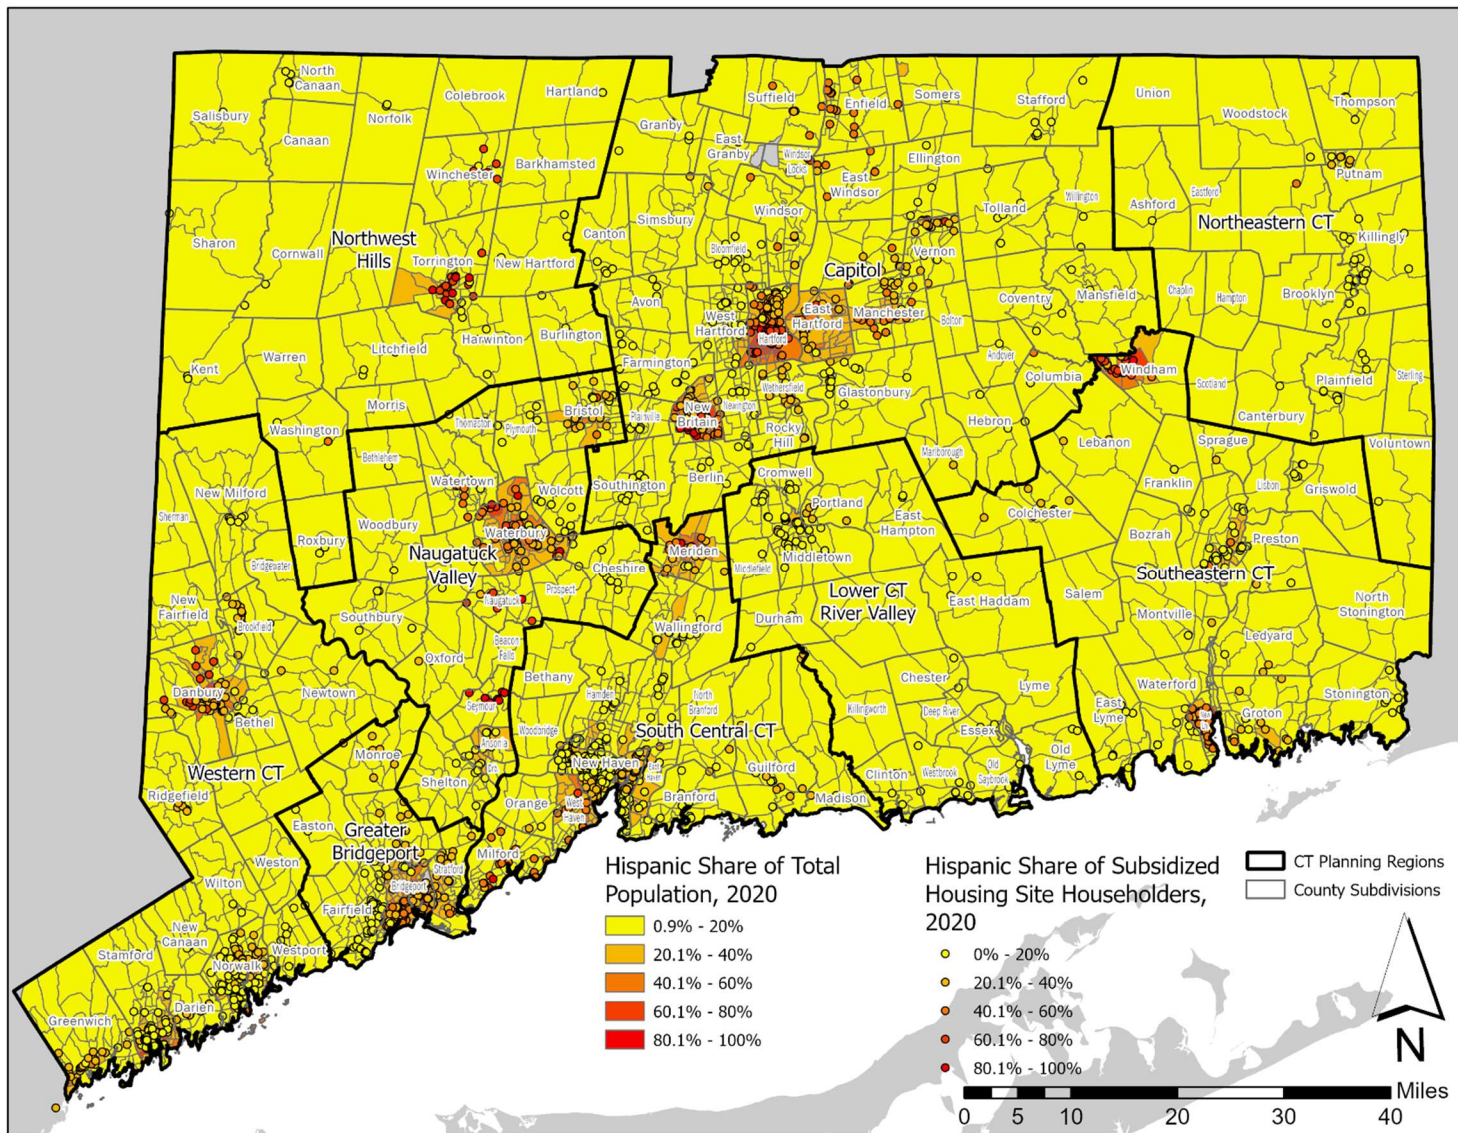 North
Canaan
Colebrook
Hartland
Salisbury
Norfolk
Canaan
Winchester
Barkhamsted
Granby
Suffield
Enfield
Somers
Stafford
Union
Woodstock
Thompson
East
Granby
Windsor
Locks
East
Windsor
Ellington
Putnam
Ashford
Eastford
Willington
Tolland
Windsor
Simsbury
Canton
Bloomfield
Vernon
Northeastern CT
Killingly
Sharon
Cornwall
Northwest
Hills
Torrington
New Hartford
Capitol
Avon
West
Hartford
East
Hartford
Hartford
Manchester
Bolton
Coventry
Mansfield
Chaplin
Hampton
Brooklyn
Litchfield
Harwinton
Burlington
Farmington
Kent
Warren
Morris
Washington
Andover
Columbia
Windham
Scotland
Plainfield
Sterling
Canterbury
Wethersfield
Glastonbury
Newington
New
Britain
Plainville
Bristol
Thomaston
Plymouth
Rocky
Hill
Hebron
Marlborough
Lebanon
Sprague
Voluntown
Bethlehem
Watertown
Wolcott
Southington
Berlin
Cromwell
Portland
East
Hampton
Colchester
Franklin
Lisbon
Griswold
New Milford
Sherman
Roxbury
Woodbury
Waterbury
Naugatuck
Valley
Bridgewater
Cheshire
Prospect
Meriden
Middlefield
Middletown
Bozrah
Preston
Southeastern CT
New
Fairfield
Brookfield
Southbury
Naugatuck
Beacon
Falls
Oxford
Wallingford
Durham
Lower CT
River Valley
East Haddam
Salem
Montville
North
Stonington
Ledyard
Danbury
Bethel
Newtown
Seymour
Bethany
Hamden
North
Branford
Chester
Killingworth
Deep River
Lyme
Waterford
East
Lyme
Groton
Stonington
Woodbridge
South Central CT
Essex
Old
Lyme
Monroe
Ansonia
Shelton
New Haven
East
Haven
Guilford
Western CT
Ridgefield
Orange
West
Haven
Branford
Madison
Clinton
Westbrook
Old
Saybrook
Easton
Greater
Bridgeport
Milford
Stratford
Bridgeport
Weston
Wilton
Fairfield
New
Canaan
Westport
Stamford
Norwalk
Darien
Greenwich
Hispanic Share of Total
Population, 2020
0.9% - 20%
20.1% - 40%
40.1% - 60%
60.1% - 80%
80.1% - 100%
Hispanic Share of Subsidized
Housing Site Householders,
2020
0% - 20%
20.1% - 40%
40.1% - 60%
60.1% - 80%
80.1% - 100%
CT Planning Regions
County Subdivisions
N
Miles
0 5 10 20 30 40